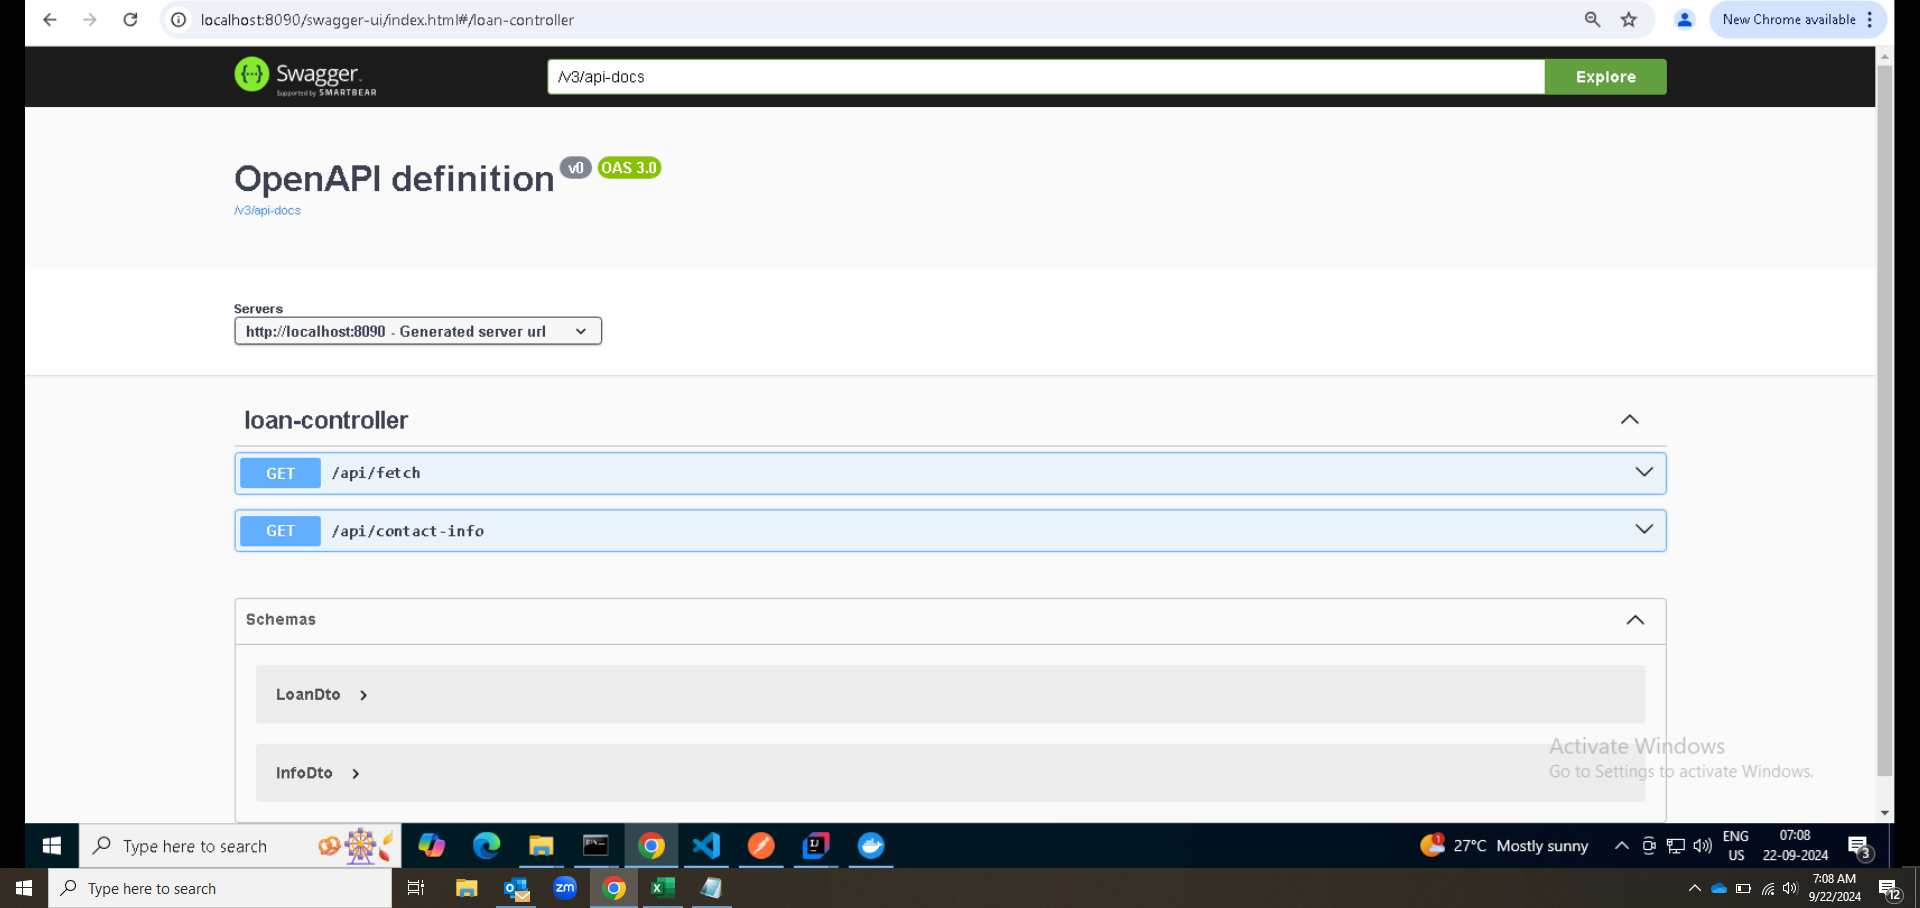 localhost:8090/swagger-ui/index.html#/loan-controller
New Chrome available
Swagger.
Supported by SMARTBEAR
/v3/api-docs
Explore
OpenAPI definition
v0
OAS 3.0
/v3/api-docs
Servers
http://localhost:8090 - Generated server url
loan-controller
GET /api/fetch
GET /api/contact-info
Schemas
LoanDto
InfoDto
Activate Windows
Go to Settings to activate Windows.
Type here to search
1
27°C Mostly sunny
ENG
US
07:08
22-09-2024
3
Type here to search
zm
7:08 AM
9/22/2024
12